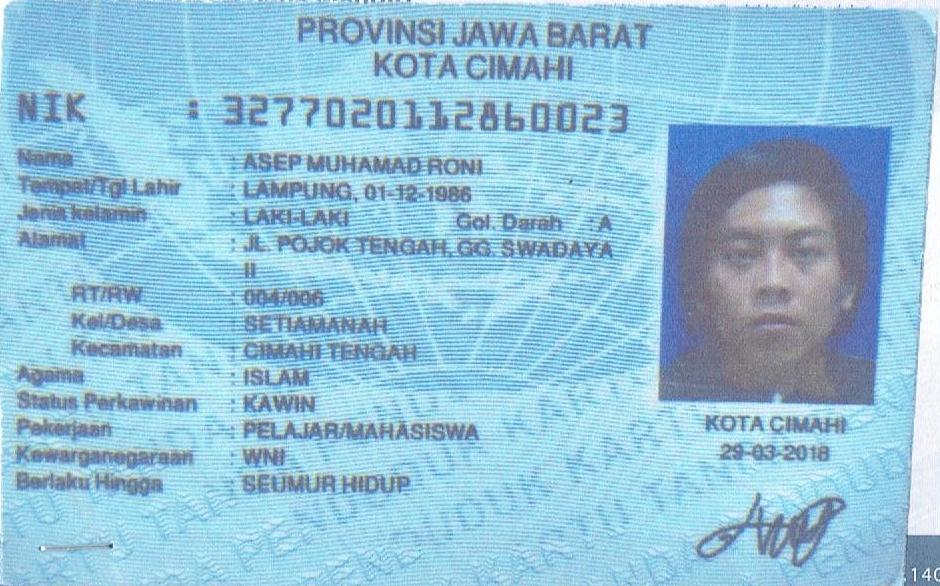 PROVINSI JAWA BARAT
KOTA CIMAHI
NIK : 3277020112860023
Nama : ASEP MUHAMAD RONI
Tempat/Tgl Lahir : LAMPUNG, 01-12-1986
Jenis kelamin : LAKI-LAKI Gol. Darah : A
Alamat : JL. POJOK TENGAH, GG. SWADAYA
II
RT/RW : 004/006
Kel/Desa : SETIAMANAH
Kecamatan : CIMAHI TENGAH
Agama : ISLAM
Status Perkawinan : KAWIN
Pekerjaan : PELAJAR/MAHASISWA
Kewarganegaraan : WNI
Berlaku Hingga : SEUMUR HIDUP
KOTA CIMAHI
29-03-2018